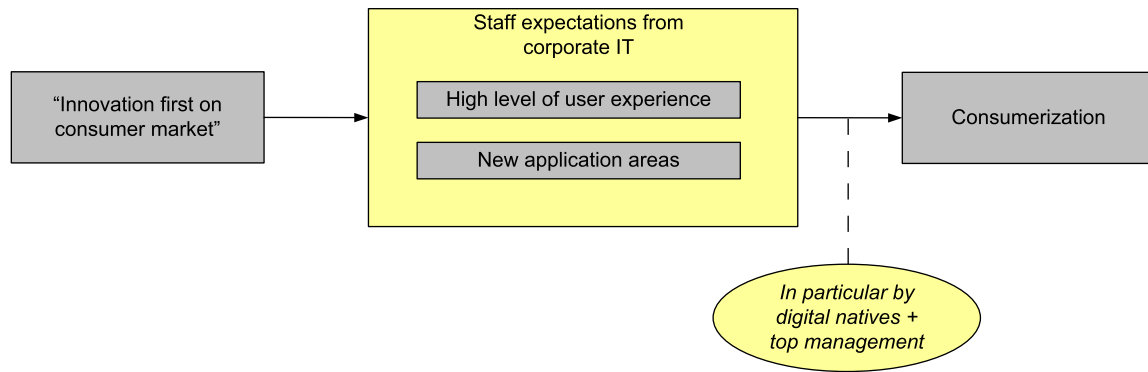 Staff expectations from
corporate IT
“Innovation first on
consumer market”
High level of user experience
New application areas
Consumerization
In particular by
digital natives +
top management